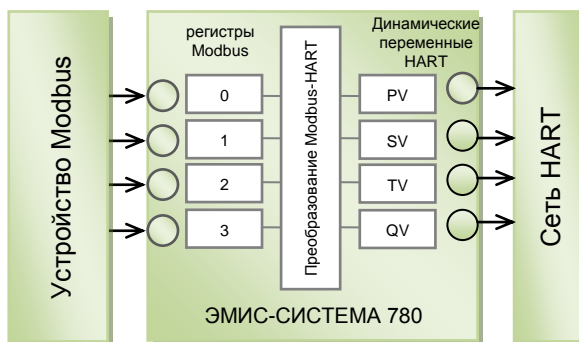 Устройство Modbus
регистры
Modbus
0
1
2
3
Преобразование Modbus-HART
Динамические
переменные
HART
PV
SV
TV
QV
ЭМИС-СИСТЕМА 780
Сеть HART